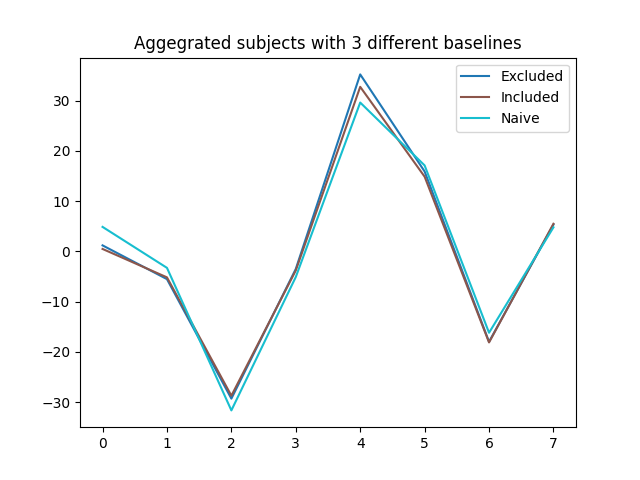 Aggegrated subjects with 3 different baselines
Excluded
Included
Naive
30
20
10
0
−10
−20
−30
0 1 2 3 4 5 6 7